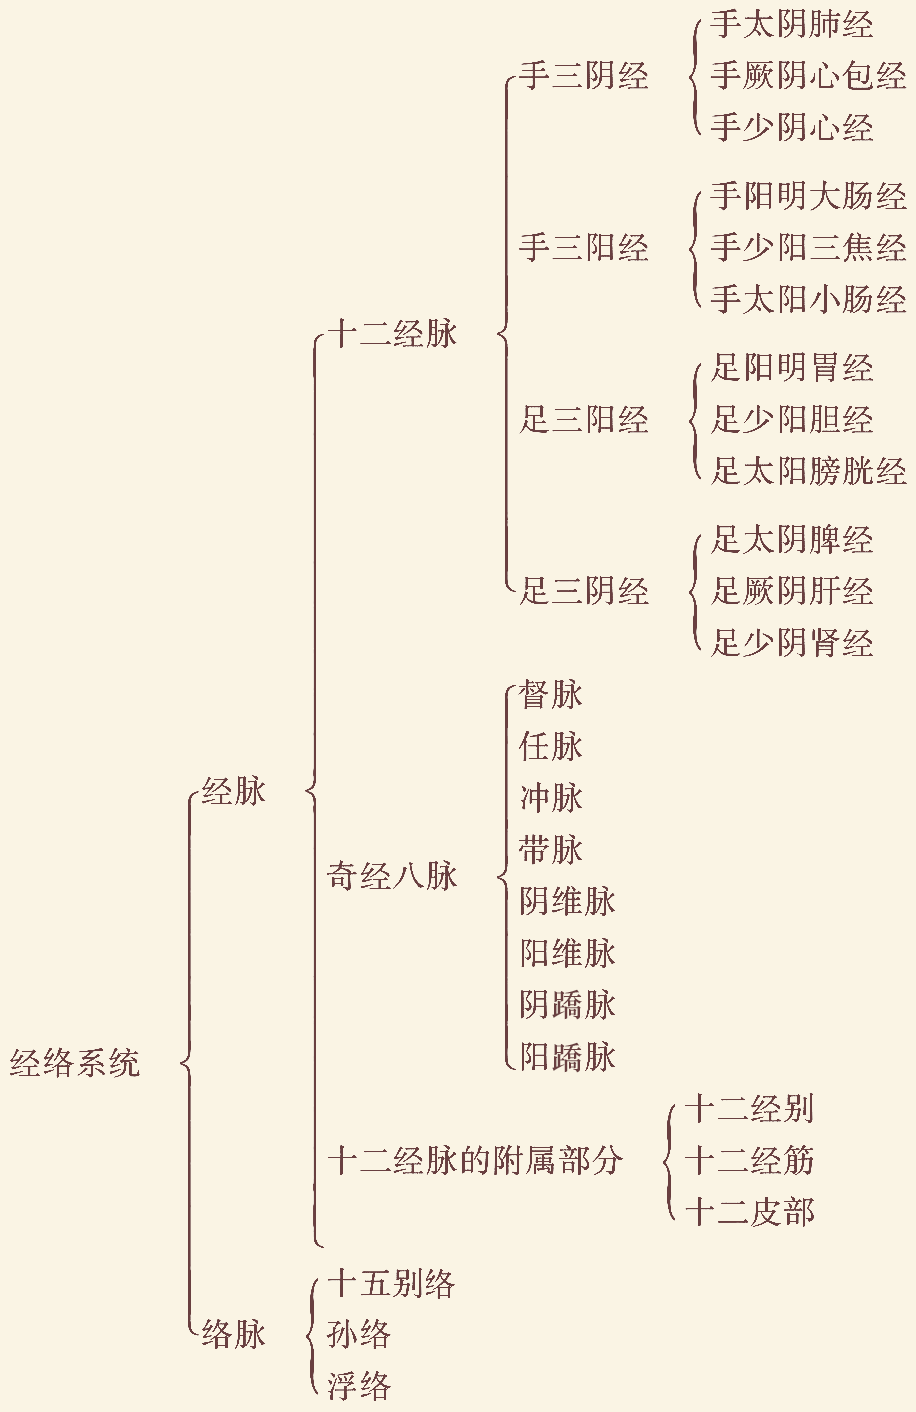 经络系统
经脉
十二经脉
手三阴经
手太阴肺经
手厥阴心包经
手少阴心经
手三阳经
手阳明大肠经
手少阳三焦经
手太阳小肠经
足三阳经
足阳明胃经
足少阳胆经
足太阳膀胱经
足三阴经
足太阴脾经
足厥阴肝经
足少阴肾经
奇经八脉
督脉
任脉
冲脉
带脉
阴维脉
阳维脉
阴蹻脉
阳蹻脉
十二经脉的附属部分
十二经别
十二经筋
十二皮部
络脉
十五别络
孙络
浮络